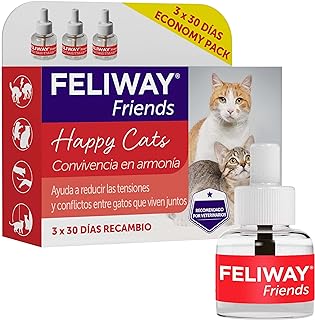 3 x 30 DÍAS
ECONOMY PACK
FELIWAY®
Friends
Happy Cats
Convivencia en armonía
Ayuda a reducir las tensiones
y conflictos entre gatos que viven juntos
3 x 30 DÍAS RECAMBIO
RECOMENDADO
POR VETERINARIOS
FELIWAY®
Friends